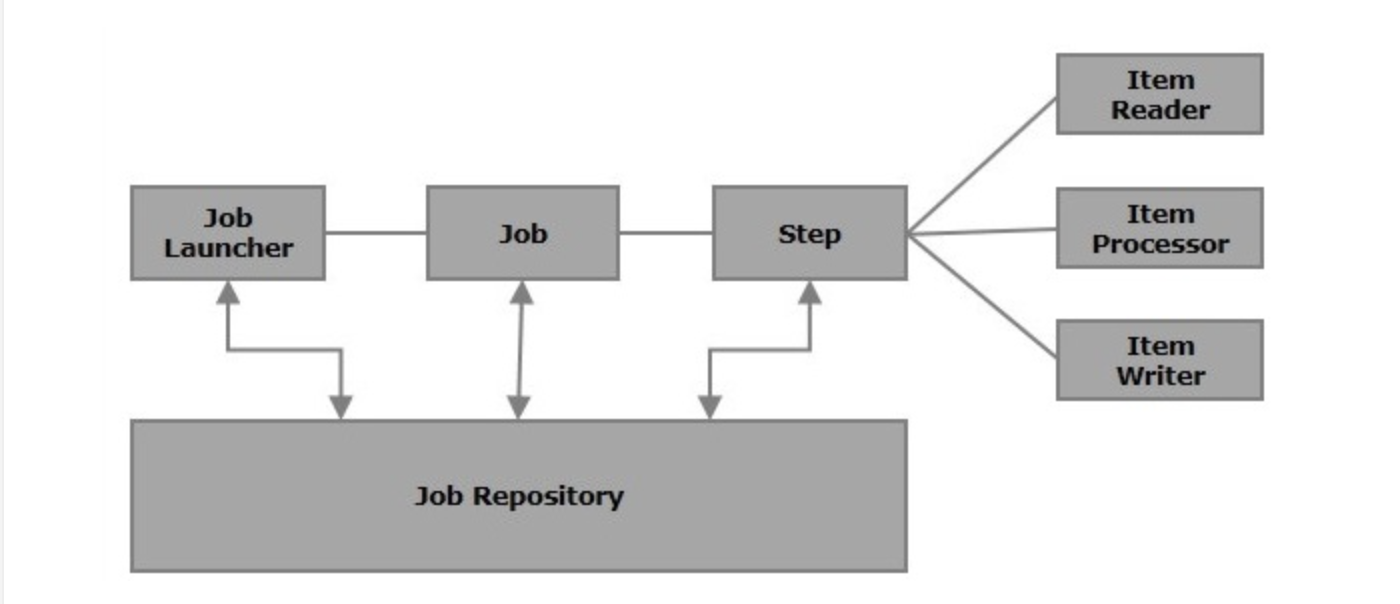 Item
Reader
Job
Launcher
Job
Step
Item
Processor
Item
Writer
Job Repository